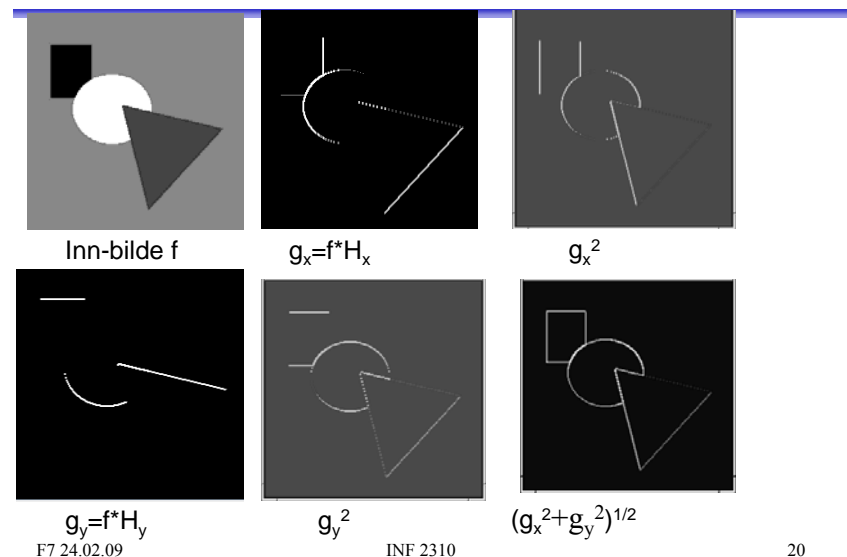 Inn-bilde f
g_x=f*H_x
g_x^2
g_y=f*H_y
g_y^2
(g_x^2+g_y^2)^1/2
F7 24.02.09
INF 2310
20